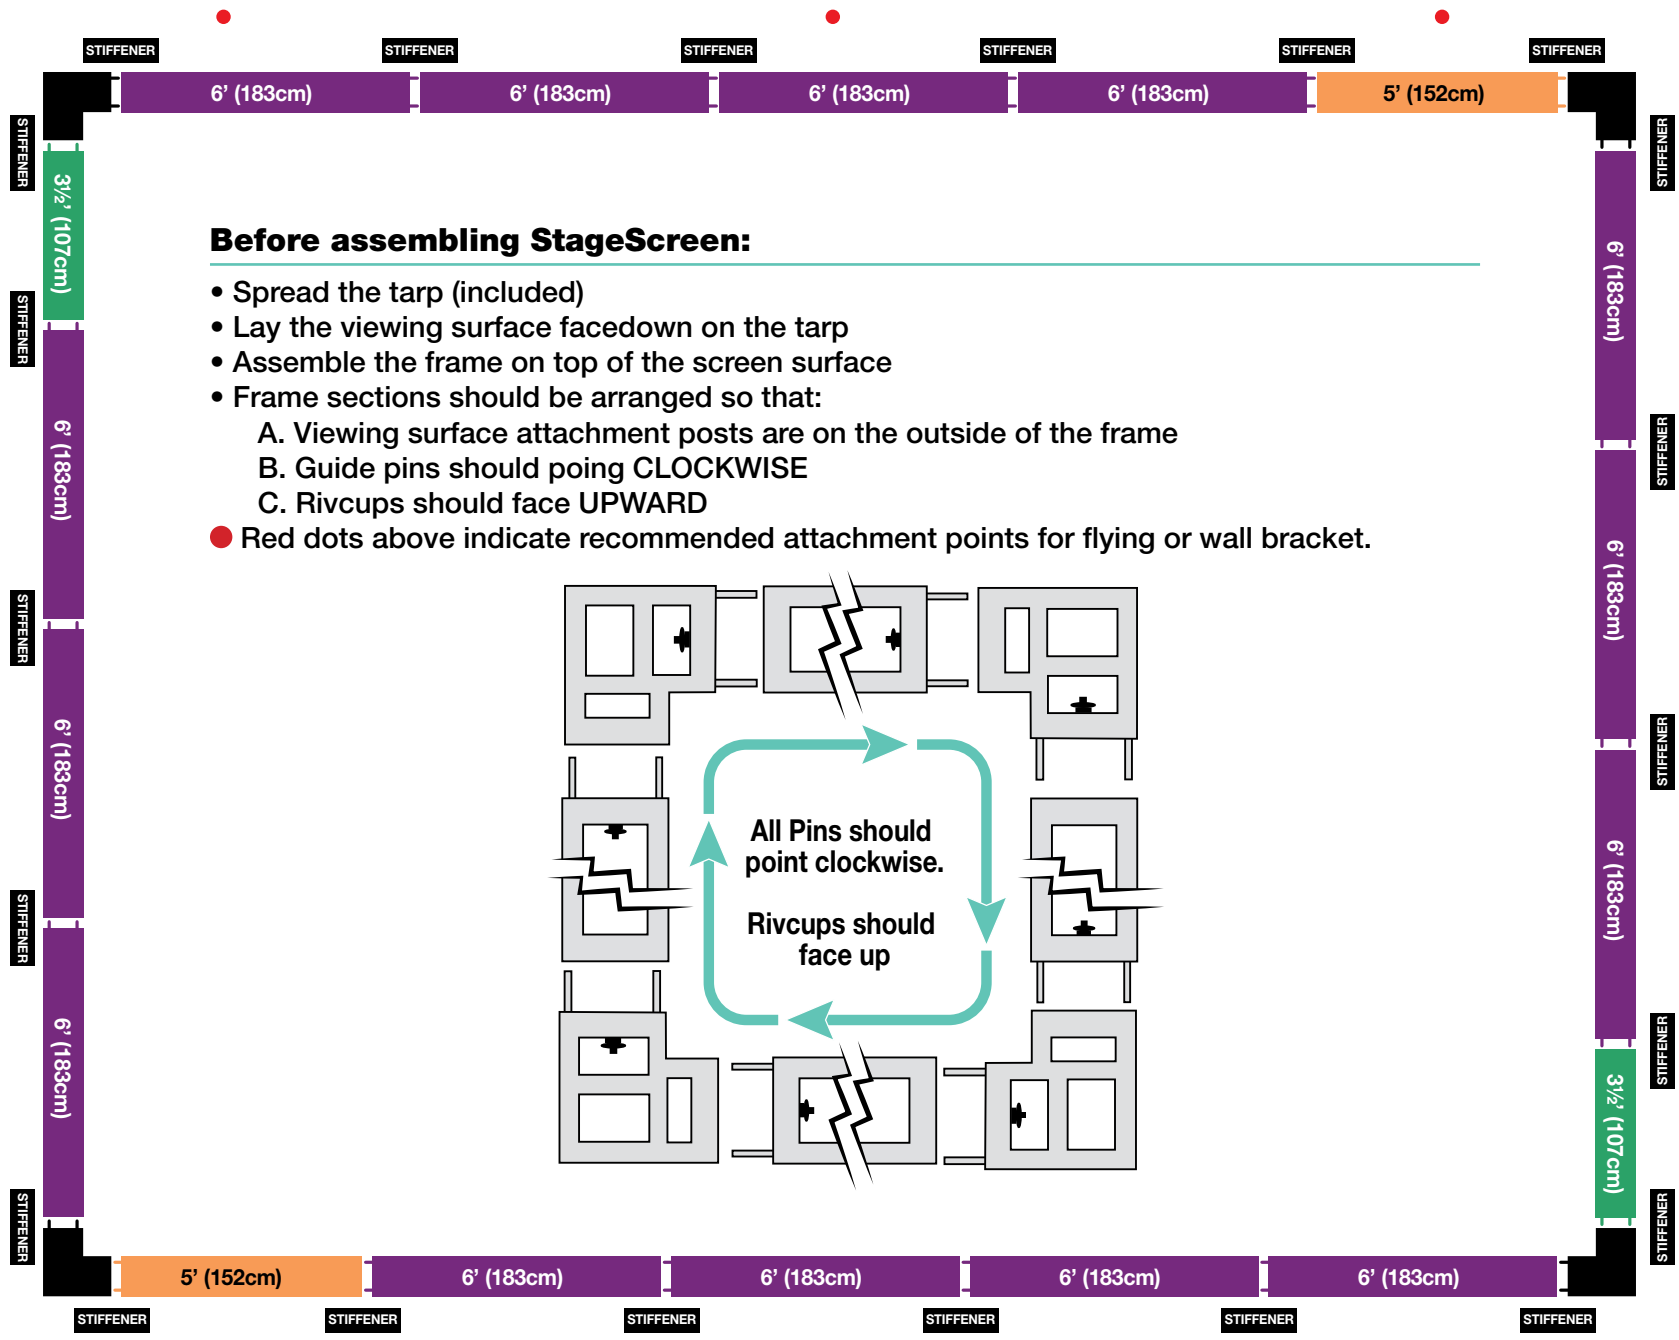 STIFFENER STIFFENER STIFFENER STIFFENER STIFFENER STIFFENER
6’ (183cm) 6’ (183cm) 6’ (183cm) 6’ (183cm) 5’ (152cm)
STIFFENER
3½’ (107cm)
STIFFENER
6’ (183cm)
STIFFENER
6’ (183cm)
STIFFENER
6’ (183cm)
STIFFENER
Before assembling StageScreen:
• Spread the tarp (included)
• Lay the viewing surface facedown on the tarp
• Assemble the frame on top of the screen surface
• Frame sections should be arranged so that:
A. Viewing surface attachment posts are on the outside of the frame
B. Guide pins should poing CLOCKWISE
C. Rivcups should face UPWARD
Red dots above indicate recommended attachment points for flying or wall bracket.
All Pins should
point clockwise.
Rivcups should
face up
STIFFENER
6’ (183cm)
STIFFENER
6’ (183cm)
STIFFENER
6’ (183cm)
STIFFENER
3½’ (107cm)
STIFFENER
5’ (152cm) 6’ (183cm) 6’ (183cm) 6’ (183cm) 6’ (183cm)
STIFFENER STIFFENER STIFFENER STIFFENER STIFFENER STIFFENER